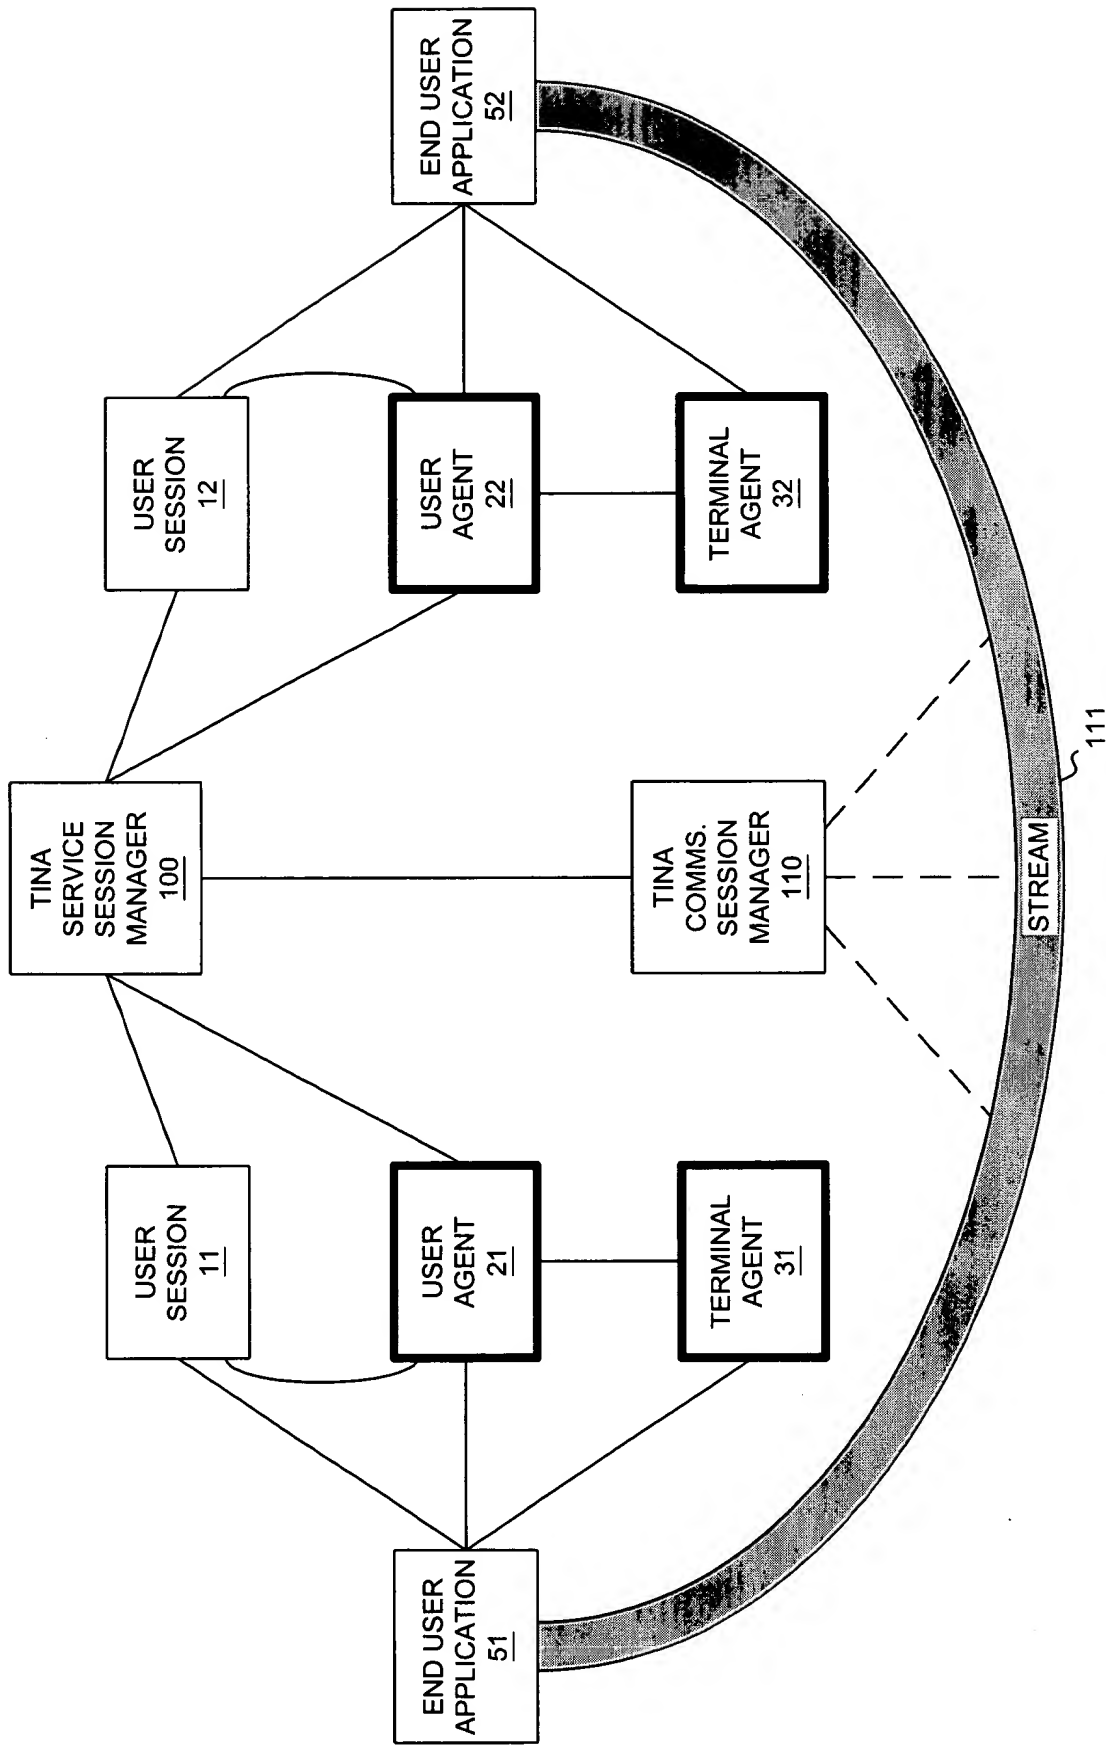 TINA
SERVICE
SESSION
MANAGER
100
USER
SESSION
11
USER
SESSION
12
END USER
APPLICATION
51
USER
AGENT
21
USER
AGENT
22
END USER
APPLICATION
52
TERMINAL
AGENT
31
TINA
COMMS.
SESSION
MANAGER
110
TERMINAL
AGENT
32
STREAM
111